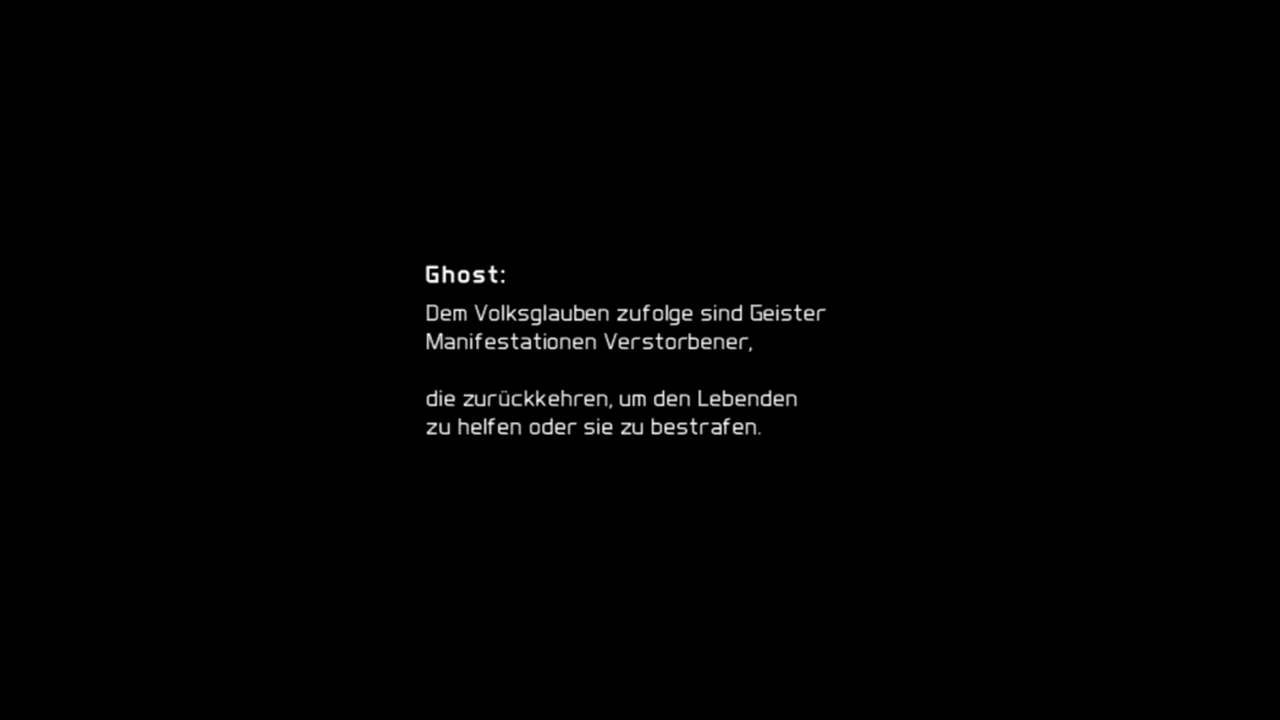 Ghost:
Dem Volksglauben zufolge sind Geister
Manifestationen Verstorbener,
die zurückkehren, um den Lebenden
zu helfen oder sie zu bestrafen.